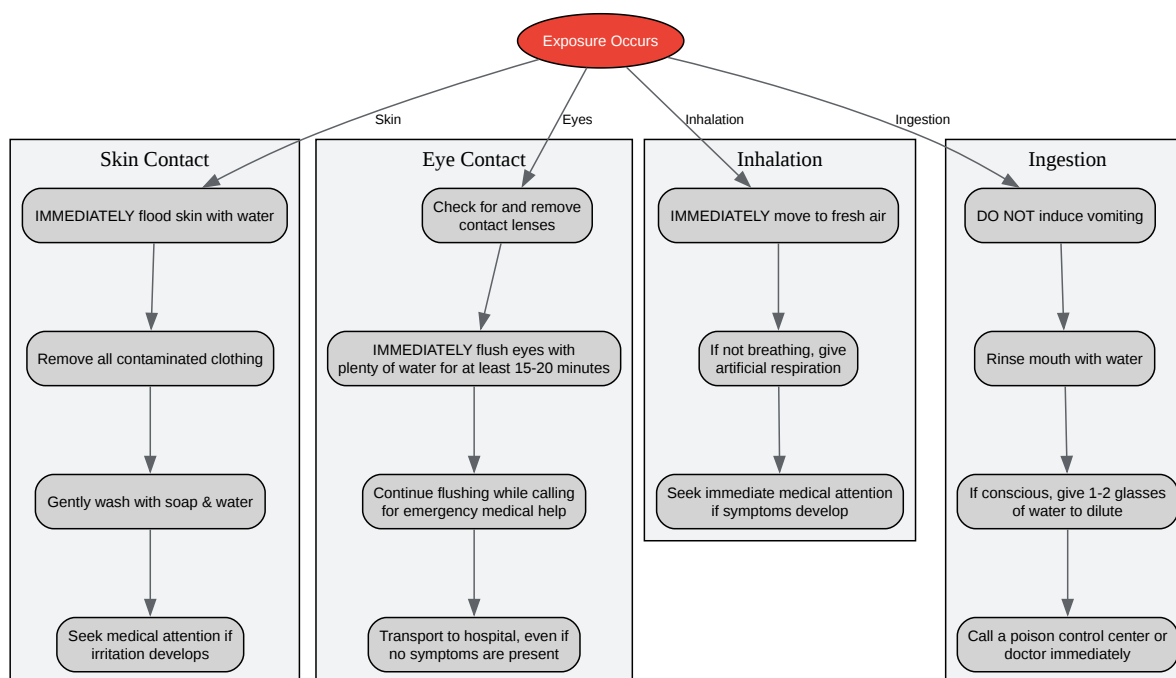 Exposure Occurs
Skin
Eyes
Inhalation
Ingestion
Skin Contact
IMMEDIATELY flood skin with water
Remove all contaminated clothing
Gently wash with soap & water
Seek medical attention if
irritation develops
Eye Contact
Check for and remove
contact lenses
IMMEDIATELY flush eyes with
plenty of water for at least 15-20 minutes
Continue flushing while calling
for emergency medical help
Transport to hospital, even if
no symptoms are present
Inhalation
IMMEDIATELY move to fresh air
If not breathing, give
artificial respiration
Seek immediate medical attention
if symptoms develop
Ingestion
DO NOT induce vomiting
Rinse mouth with water
If conscious, give 1-2 glasses
of water to dilute
Call a poison control center or
doctor immediately